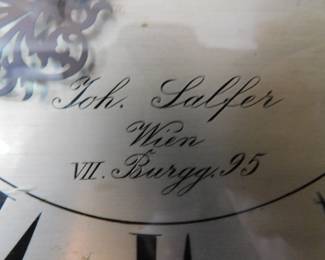 Joh. Salfer
Wien
VII. Burgg. 95